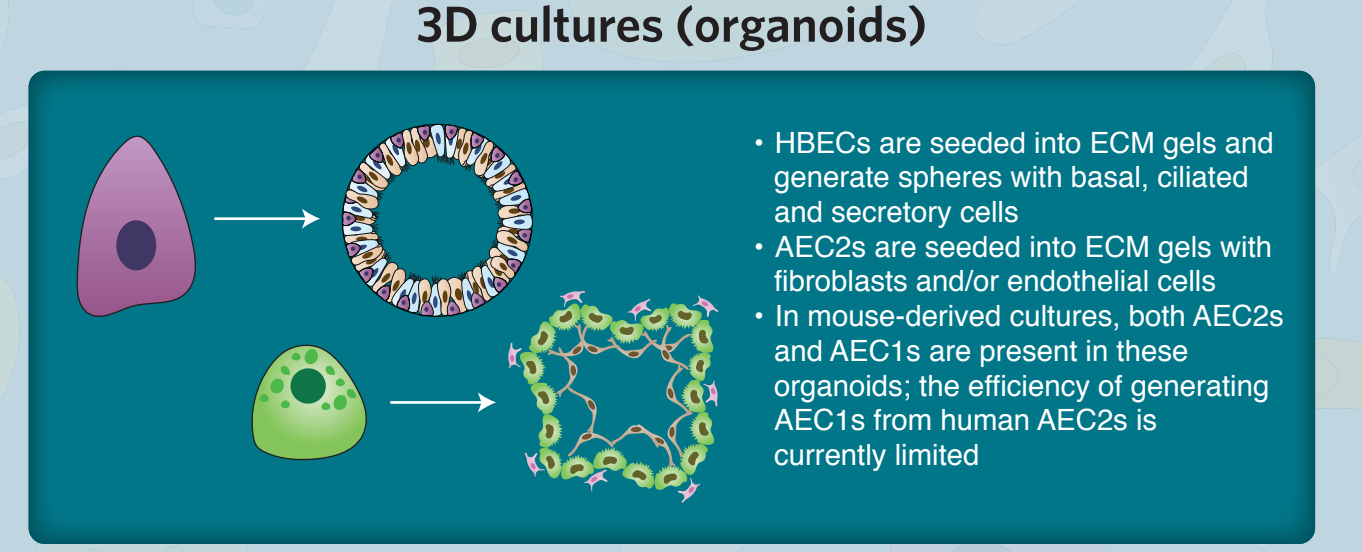 3D cultures (organoids)
• HBECs are seeded into ECM gels and
generate spheres with basal, ciliated
and secretory cells
• AEC2s are seeded into ECM gels with
fibroblasts and/or endothelial cells
• In mouse-derived cultures, both AEC2s
and AEC1s are present in these
organoids; the efficiency of generating
AEC1s from human AEC2s is
currently limited